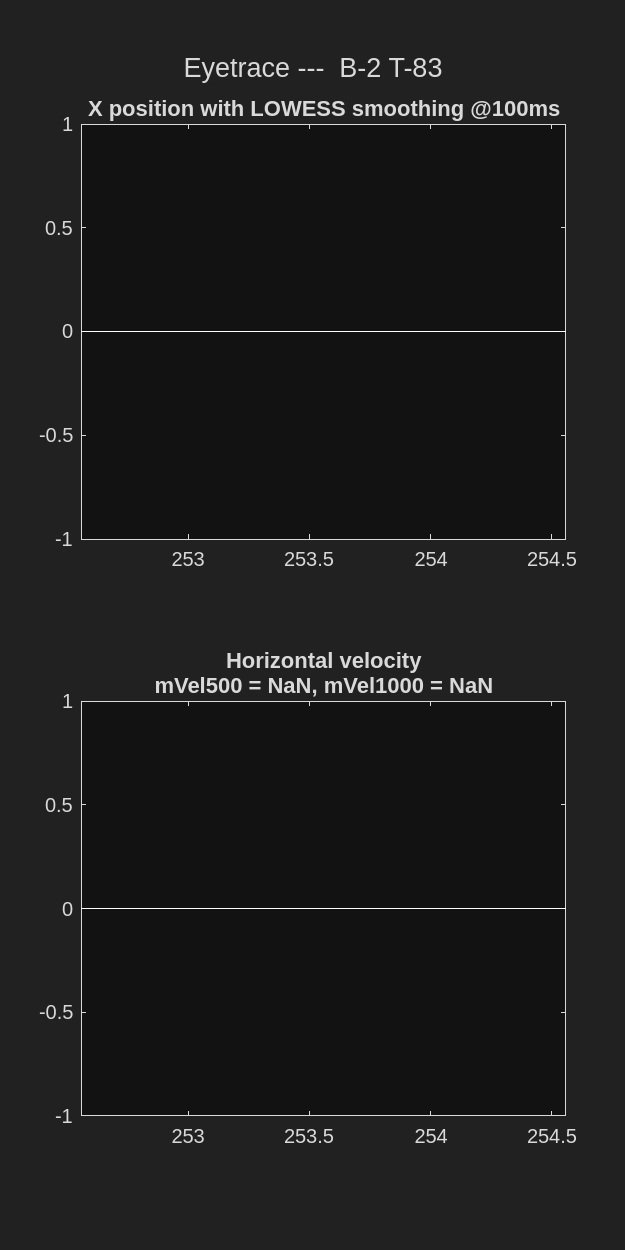 Eyetrace ---  B-2 T-83
X position with LOWESS smoothing @100ms
1
0.5
0
-0.5
-1
253 253.5 254 254.5
Horizontal velocity
mVel500 = NaN, mVel1000 = NaN
1
0.5
0
-0.5
-1
253 253.5 254 254.5